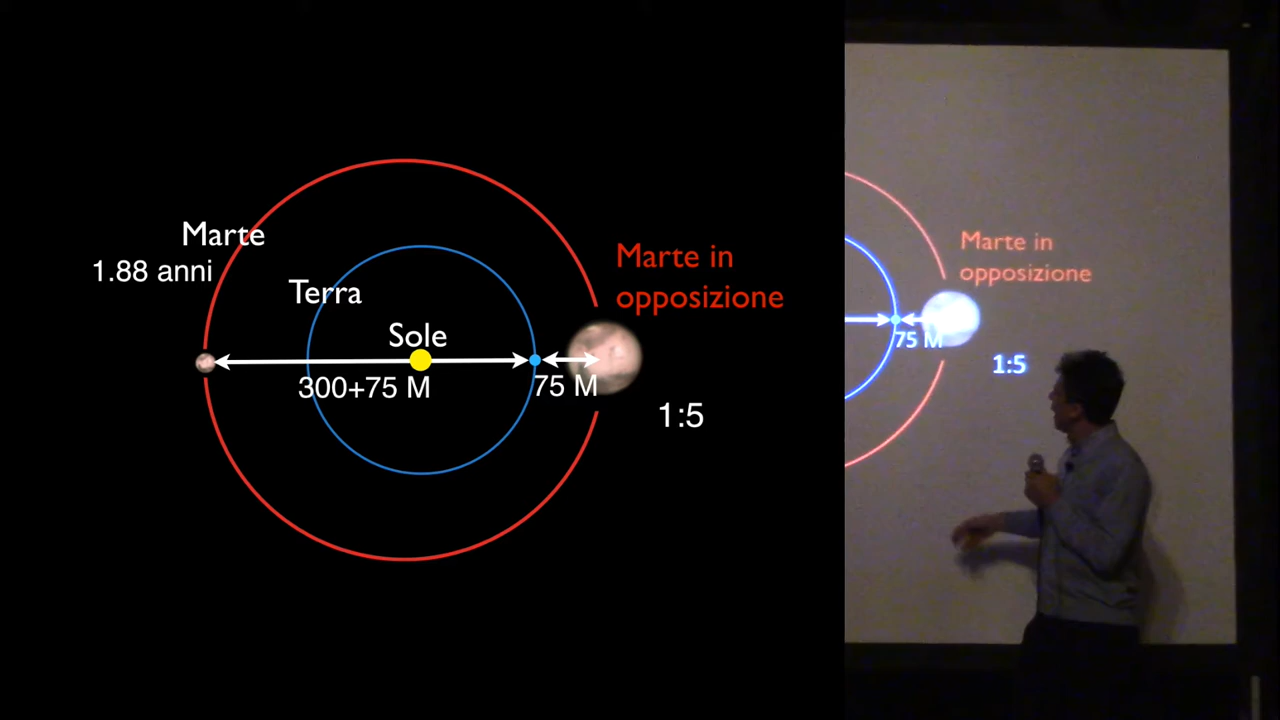 Marte
1.88 anni
Terra
Sole
300+75 M
75 M
Marte in
opposizione
1:5
Marte in
opposizione
75 M
1:5